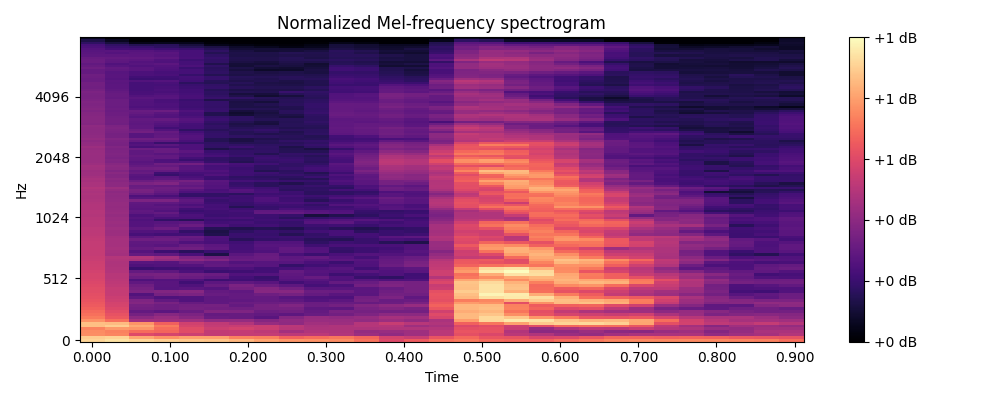 Normalized Mel-frequency spectrogram
Hz
4096
2048
1024
512
0
0.000 0.100 0.200 0.300 0.400 0.500 0.600 0.700 0.800 0.900
Time
+1 dB
+1 dB
+1 dB
+0 dB
+0 dB
+0 dB